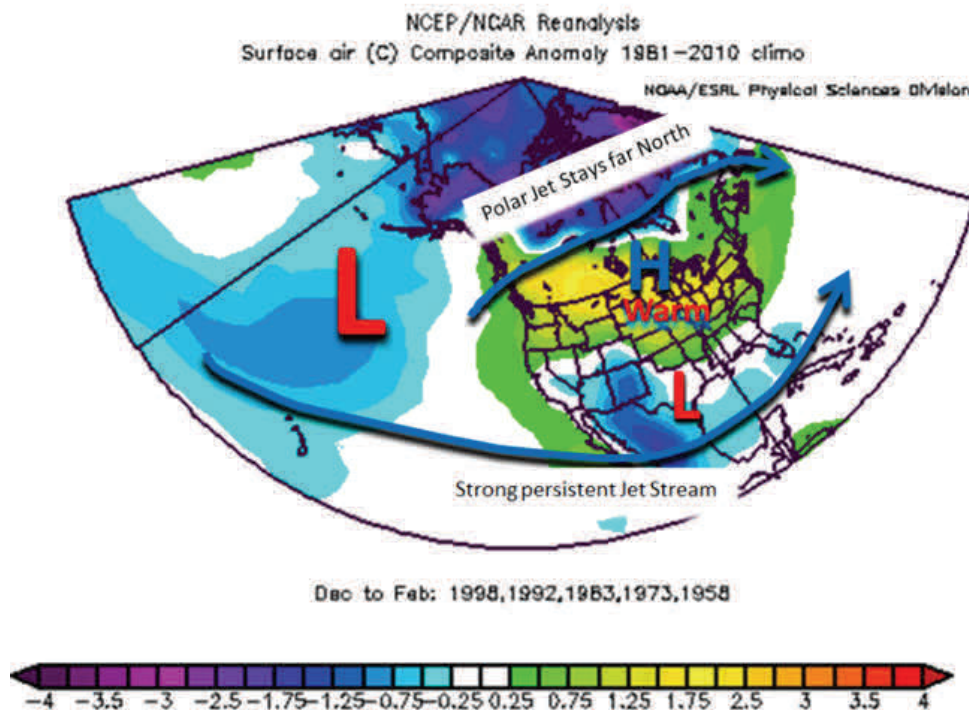 NCEP/NCAR Reanalysis
Surface air (C) Composite Anomaly 1981-2010 climo
NOAA/ESRL Physical Sciences Division
Polar Jet Stays far North
L
H
Warm
L
Strong persistent Jet Stream
Dec to Feb: 1998,1992,1983,1973,1958
-4 -3.5 -3 -2.5 -1.75 -1.25 -0.75 -0.25 0.25 0.75 1.25 1.75 2.5 3 3.5 4